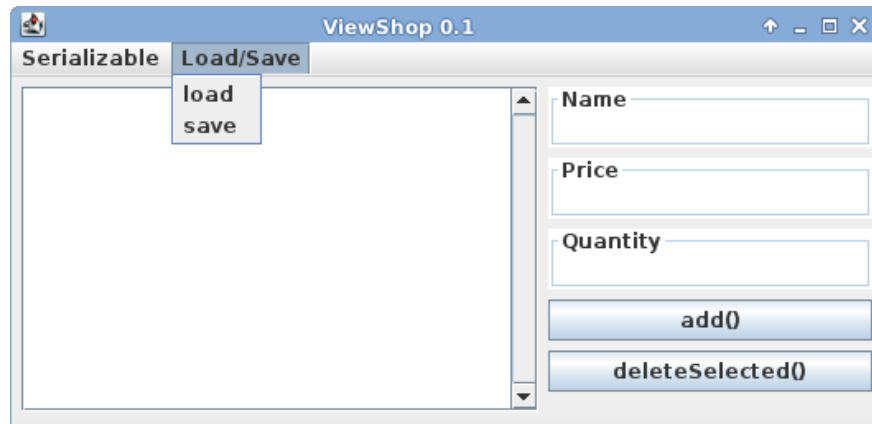 ViewShop 0.1
Serializable Load/Save
load
save
Name
Price
Quantity
add()
deleteSelected()